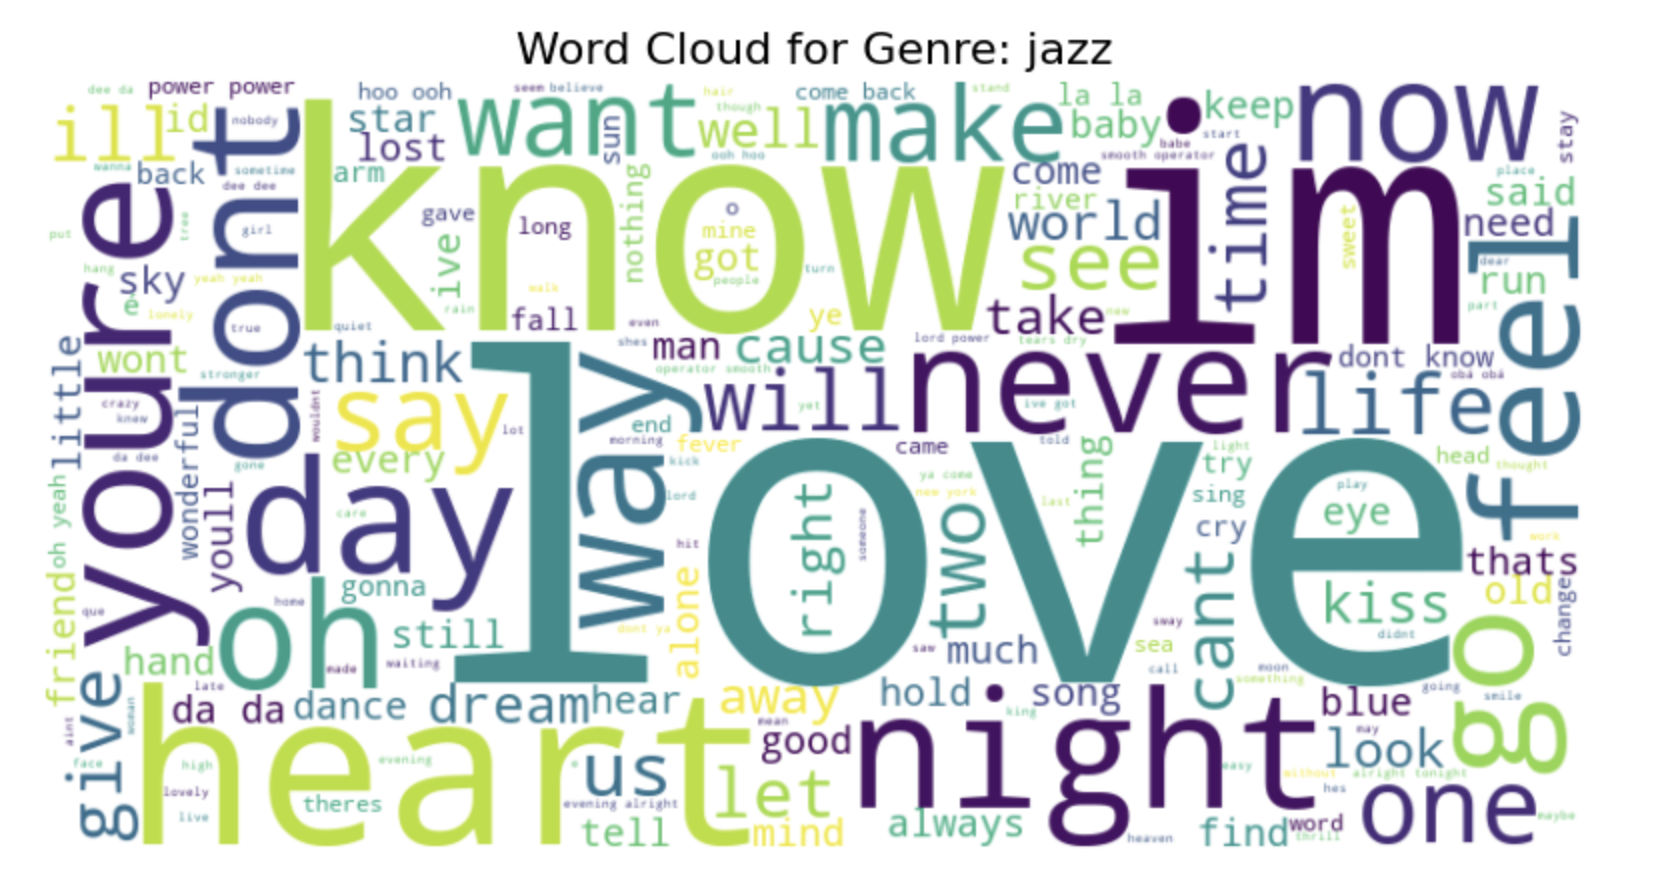 Word Cloud for Genre: jazz
dee da
power power
hoo ooh
seem
believe
hair
come back
stand
la la
keep
now
ill
id
nobody
dont
star
lost
want
sun
though
well
make
baby
start
stay
wanna
back
sometime
dee dee
arm
ooh hoo
babe
smooth operator
come
time
place
said
know
im
youre
tree
girl
gave
long
nothing
o
mine
got
people
river
world
see
sweet
need
put
hang
sky
yeah yeah
e
lonely
true
ive
rain
walk
turn
dear
run
part
feel
quiet
fall
even
ye
take
new
little
wont
stronger
think
shes
man
cause
lord power
tears dry
dont know
operator smooth
obá obá
crazy
knew
wonderful
wouldnt
say
lot
way
will
yet
never
ive got
life
da dee
gone
every
end
morning
fever
kick
came
told
thing
light
try
head
thought
oh yeah
youll
day
care
love
lord
right
someone
ya come
new york
last
two
sing
cry
play
eye
hit
work
thats
friend
que
home
gonna
oh
still
dont ya
alone
saw
much
sway
sea
cant
kiss
didnt
old
change
go
hand
late
made
waiting
call
moon
something
give
woman
da da
dance
dream
hear
away
hold
song
king
blue
going
smile
aint
face
heart
high
evening
mean
good
night
may
look
lovely
live
theres
e
us
evening alright
let
easy
without
alright tonight
hes
one
maybe
tell
mind
always
heaven
find
word
thrill